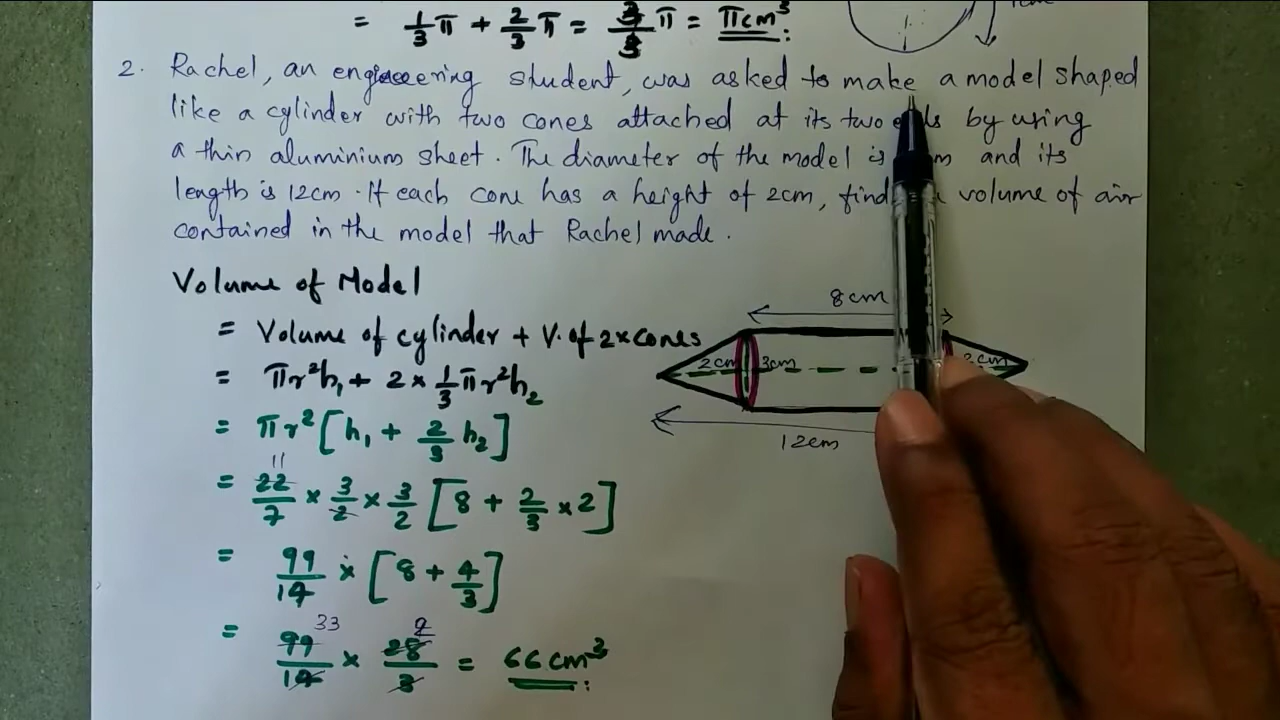 = 1/3 π + 2/3 π = 3/3 π = πcm³
2. Rachel, an engineering student, was asked to make a model shaped
like a cylinder with two cones attached at its two by using
a thin aluminium sheet. The diameter of the model is and its
length is 12cm. If each cone has a height of 2cm, find volume of air
contained in the model that Rachel made.
Volume of Model
= Volume of cylinder + V. of 2×cones
= πr²h₁ + 2 × 1/3 πr²h₂
= πr² [h₁ + 2/3 h₂]
11
= 22/7 × 3/2 × 3/2 [8 + 2/3 × 2]
= 99/14 × [8 + 4/3]
33 2
= 99/14 × 28/3 = 66 cm³
8cm
2cm 3cm 2cm
12cm